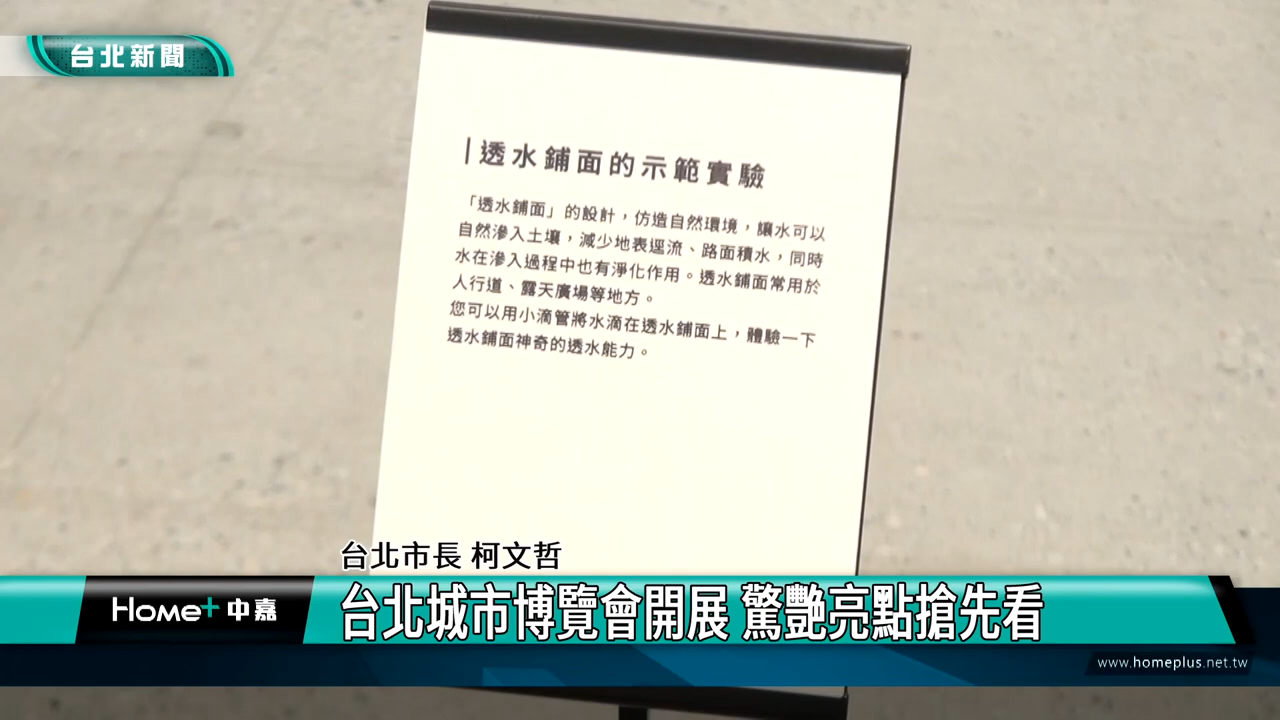 台北新聞
透水鋪面的示範實驗
「透水鋪面」的設計，仿造自然環境，讓水可以
自然滲入土壤，減少地表逕流、路面積水，同時
水在滲入過程中也有淨化作用。透水鋪面常用於
人行道、露天廣場等地方。
您可以用小滴管將水滴在透水鋪面上，體驗一下
透水鋪面神奇的透水能力。
台北市長 柯文哲
Home+中嘉
台北城市博覽會開展 驚艷亮點搶先看
www.homeplus.net.tw